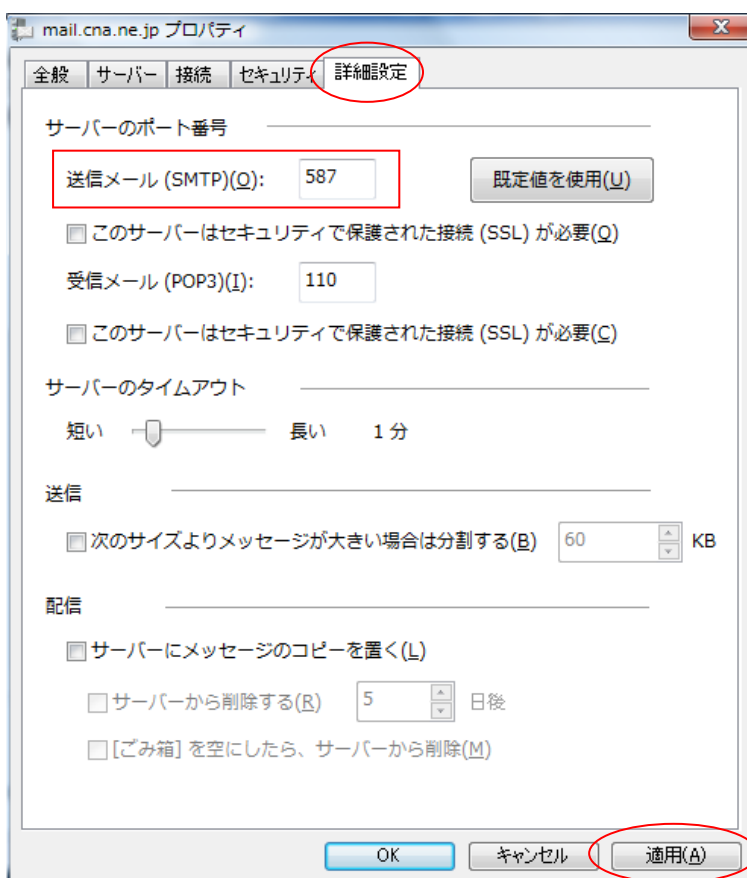 mail.cna.ne.jp プロパティ
全般 サーバー 接続 セキュリティ 詳細設定
サーバーのポート番号
送信メール (SMTP)(O): 587 既定値を使用(U)
このサーバーはセキュリティで保護された接続 (SSL) が必要(Q)
受信メール (POP3)(I): 110
このサーバーはセキュリティで保護された接続 (SSL) が必要(C)
サーバーのタイムアウト
短い 長い 1 分
送信
次のサイズよりメッセージが大きい場合は分割する(B) 60 KB
配信
サーバーにメッセージのコピーを置く(L)
サーバーから削除する(R) 5 日後
[ごみ箱] を空にしたら、サーバーから削除(M)
OK キャンセル 適用(A)